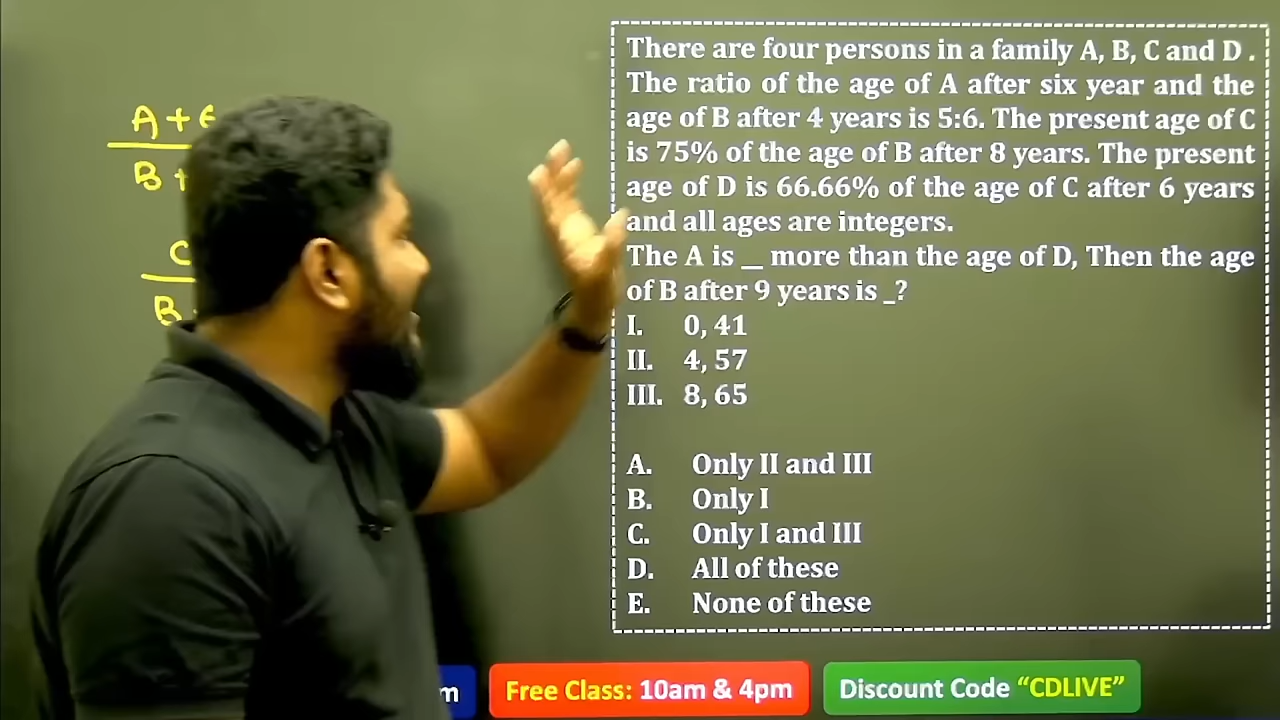 A + 6
B +
C
B
There are four persons in a family A, B, C and D .
The ratio of the age of A after six year and the
age of B after 4 years is 5:6. The present age of C
is 75% of the age of B after 8 years. The present
age of D is 66.66% of the age of C after 6 years
and all ages are integers.
The A is _ more than the age of D, Then the age
of B after 9 years is _?
I. 0, 41
II. 4, 57
III. 8, 65
A. Only II and III
B. Only I
C. Only I and III
D. All of these
E. None of these
m
Free Class: 10am & 4pm
Discount Code “CDLIVE”